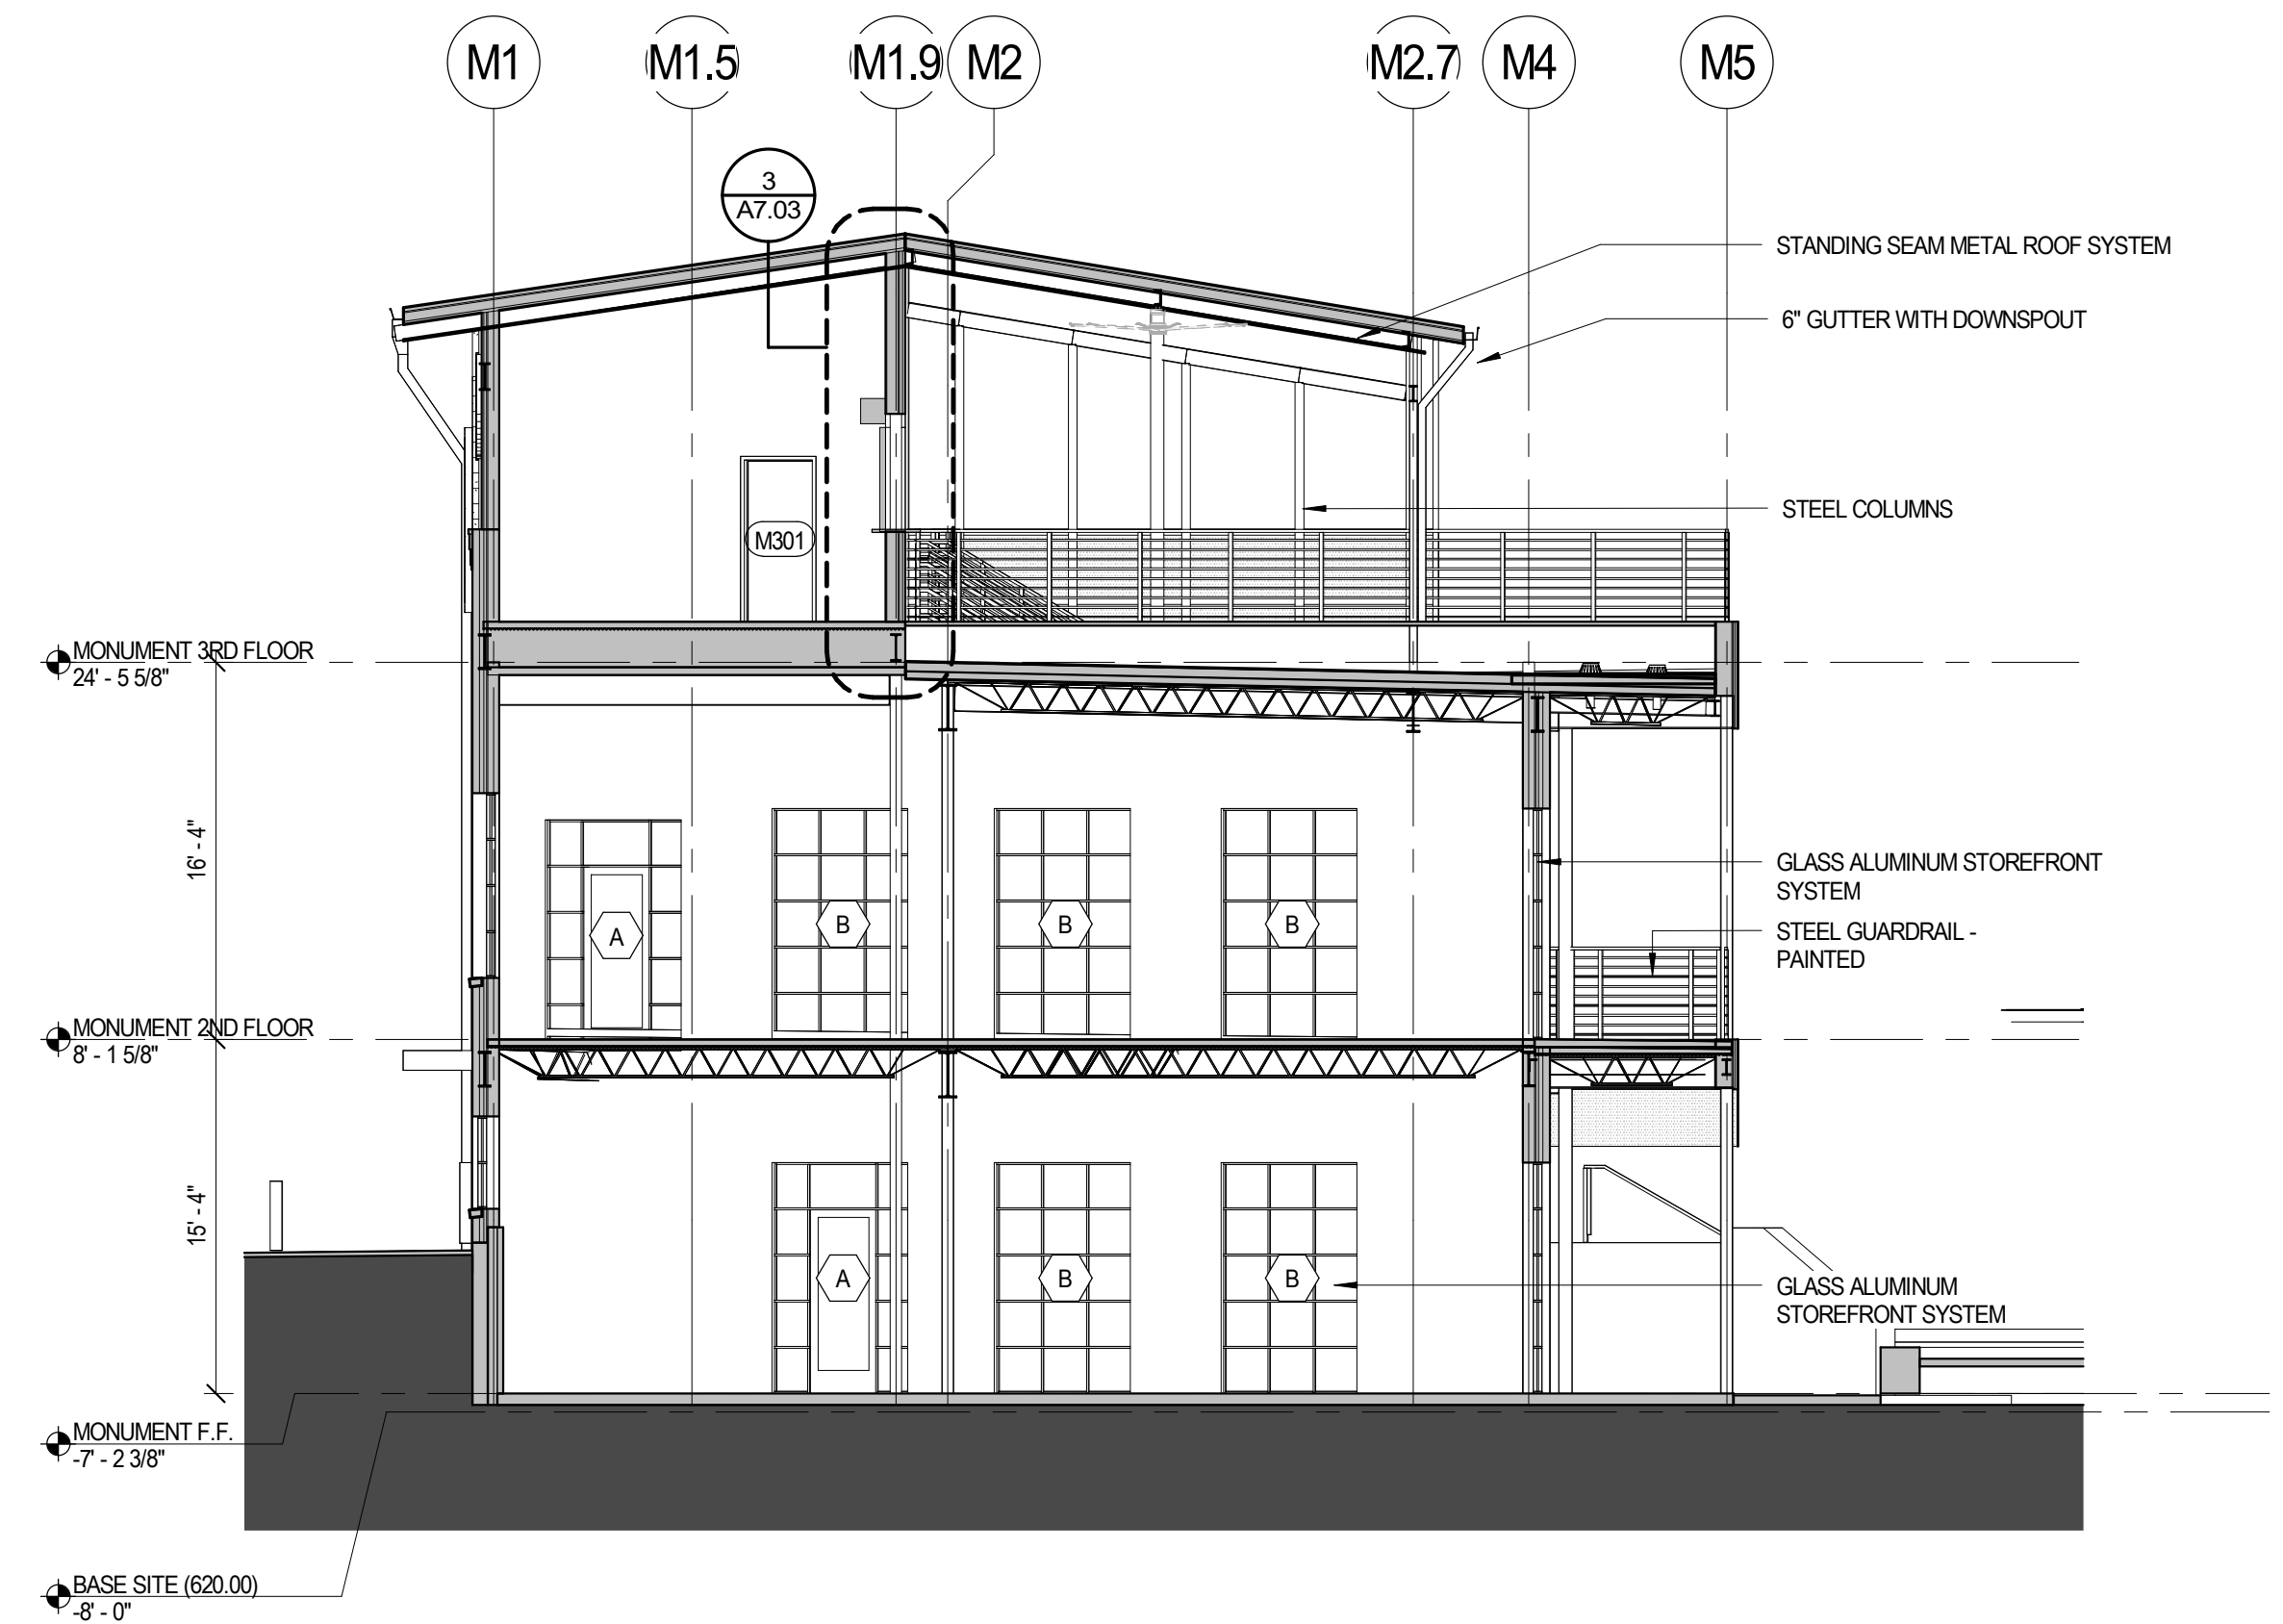 M1
M1.5
M1.9
M2
M2.7
M4
M5
3
A7.03
STANDING SEAM METAL ROOF SYSTEM
6" GUTTER WITH DOWNSPOUT
STEEL COLUMNS
M301
MONUMENT 3RD FLOOR
24' - 5 5/8"
16' - 4"
GLASS ALUMINUM STOREFRONT
SYSTEM
STEEL GUARDRAIL -
PAINTED
A
B
B
B
MONUMENT 2ND FLOOR
8' - 1 5/8"
15' - 4"
A
B
B
GLASS ALUMINUM
STOREFRONT SYSTEM
MONUMENT F.F.
-7' - 2 3/8"
BASE SITE (620.00)
-8' - 0"